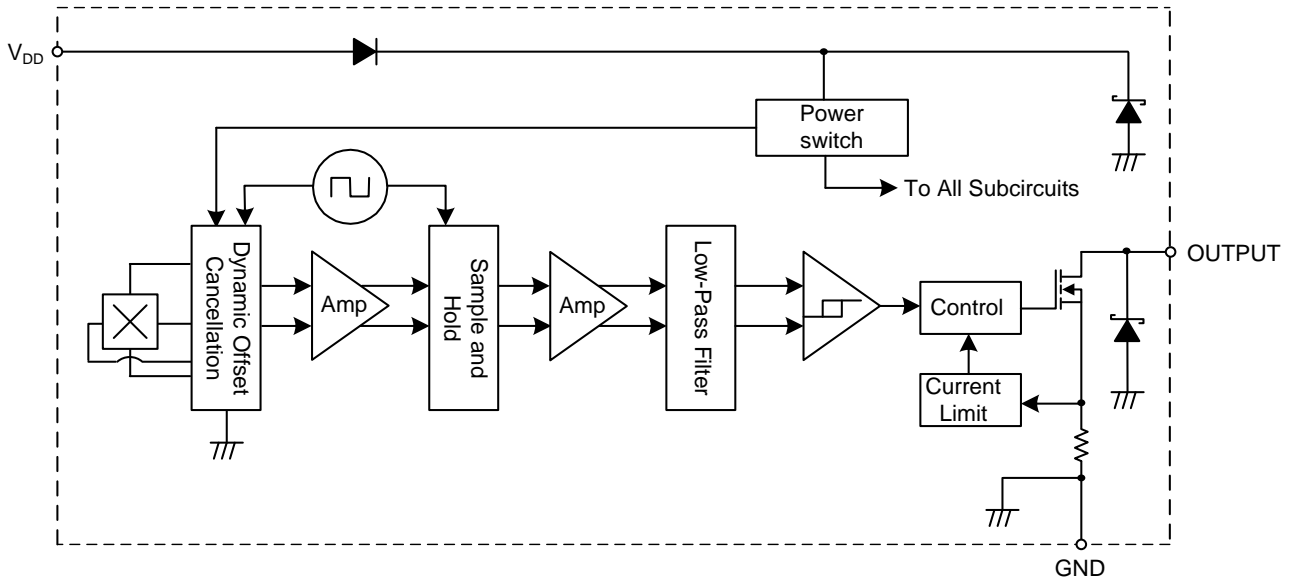 VDD
Power
switch
To All Subcircuits
Dynamic Offset
Cancellation
Amp
Sample and
Hold
Amp
Low-Pass Filter
Control
OUTPUT
Current
Limit
GND